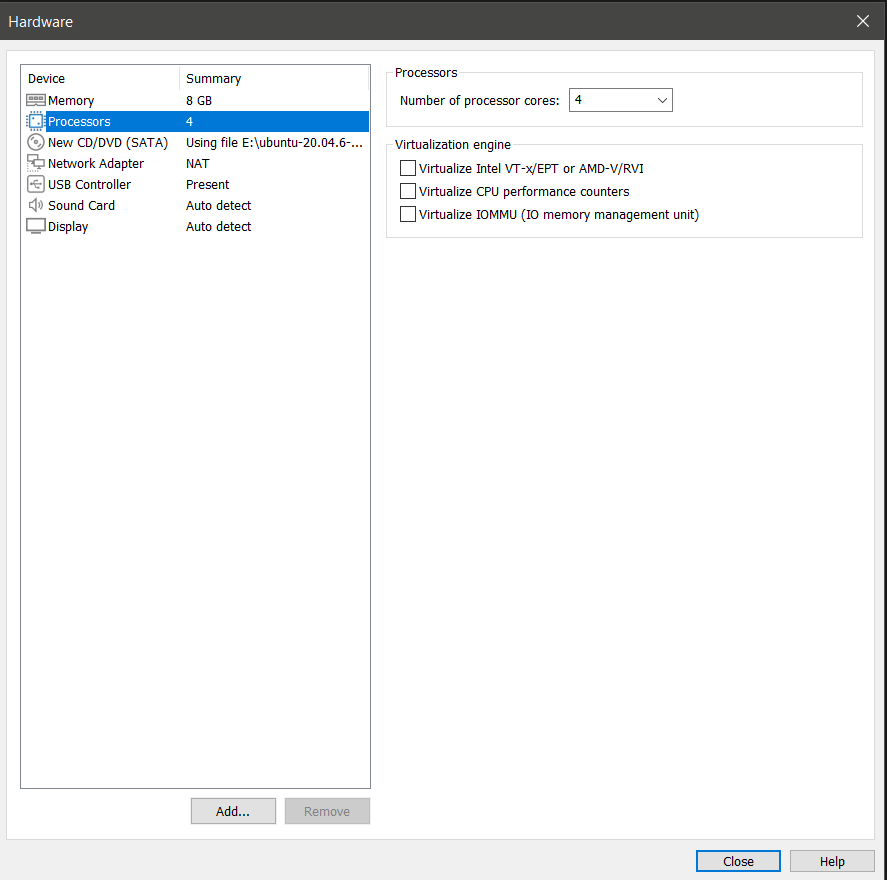 Hardware
Device Summary
Memory 8 GB
Processors 4
New CD/DVD (SATA) Using file E:\ubuntu-20.04.6-...
Network Adapter NAT
USB Controller Present
Sound Card Auto detect
Display Auto detect
Add... Remove
Processors
Number of processor cores: 4
Virtualization engine
Virtualize Intel VT-x/EPT or AMD-V/RVI
Virtualize CPU performance counters
Virtualize IOMMU (IO memory management unit)
Close Help